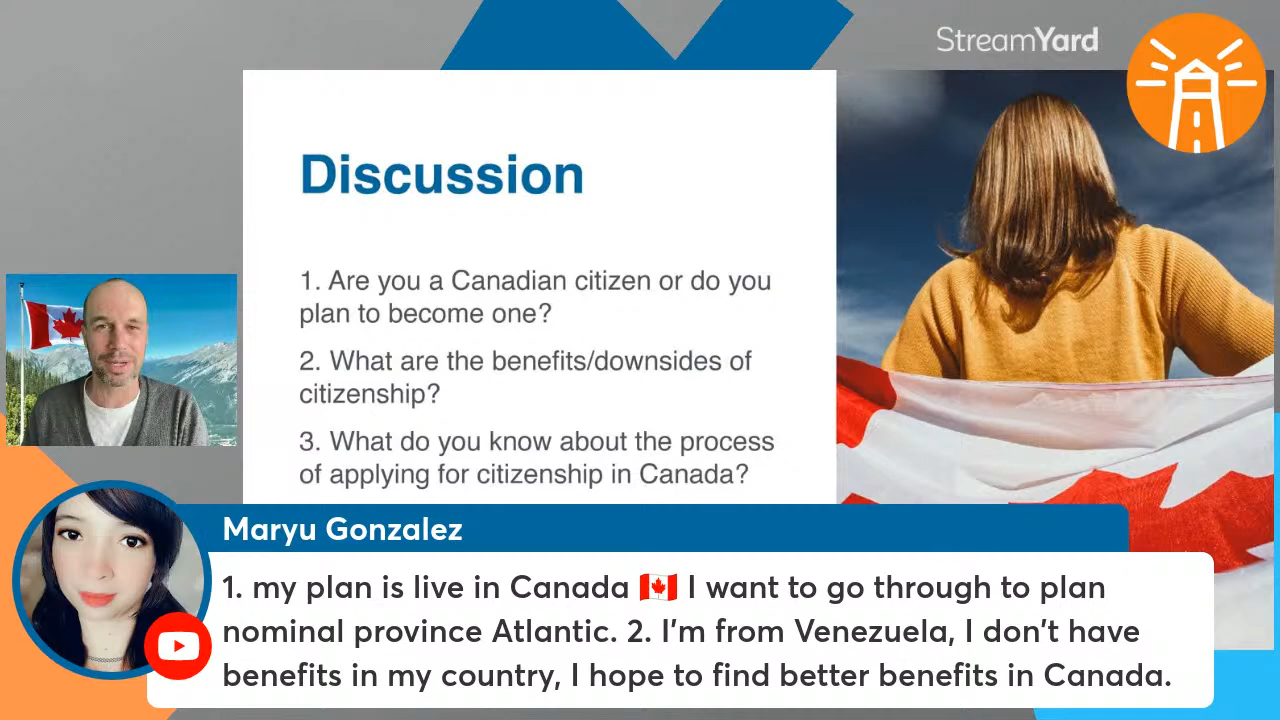 StreamYard
Discussion
1. Are you a Canadian citizen or do you
plan to become one?
2. What are the benefits/downsides of
citizenship?
3. What do you know about the process
of applying for citizenship in Canada?
Maryu Gonzalez
1. my plan is live in Canada 🇨🇦 I want to go through to plan
nominal province Atlantic. 2. I'm from Venezuela, I don't have
benefits in my country, I hope to find better benefits in Canada.